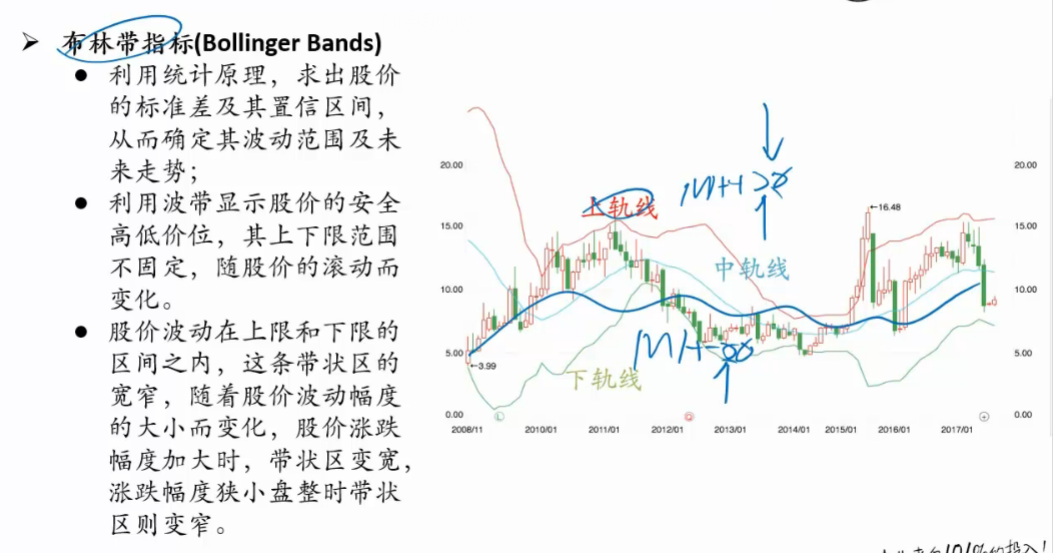 ➤ 布林带指标(Bollinger Bands)
● 利用统计原理，求出股价
的标准差及其置信区间，
从而确定其波动范围及未
来走势；
● 利用波带显示股价的安全
高低价位，其上下限范围
不固定，随股价的滚动而
变化。
● 股价波动在上限和下限的
区间之内，这条带状区的
宽窄，随着股价波动幅度
的大小而变化，股价涨跌
幅度加大时，带状区变宽，
涨跌幅度狭小盘整时带状
区则变窄。
20.00 20.00
上轨线
←16.48
15.00 15.00
中轨线
10.00 10.00
5.00 5.00
←3.99
下轨线
0.00 0.00
2008/11 2010/01 2011/01 2012/01 2013/01 2014/01 2015/01 2016/01 2017/01